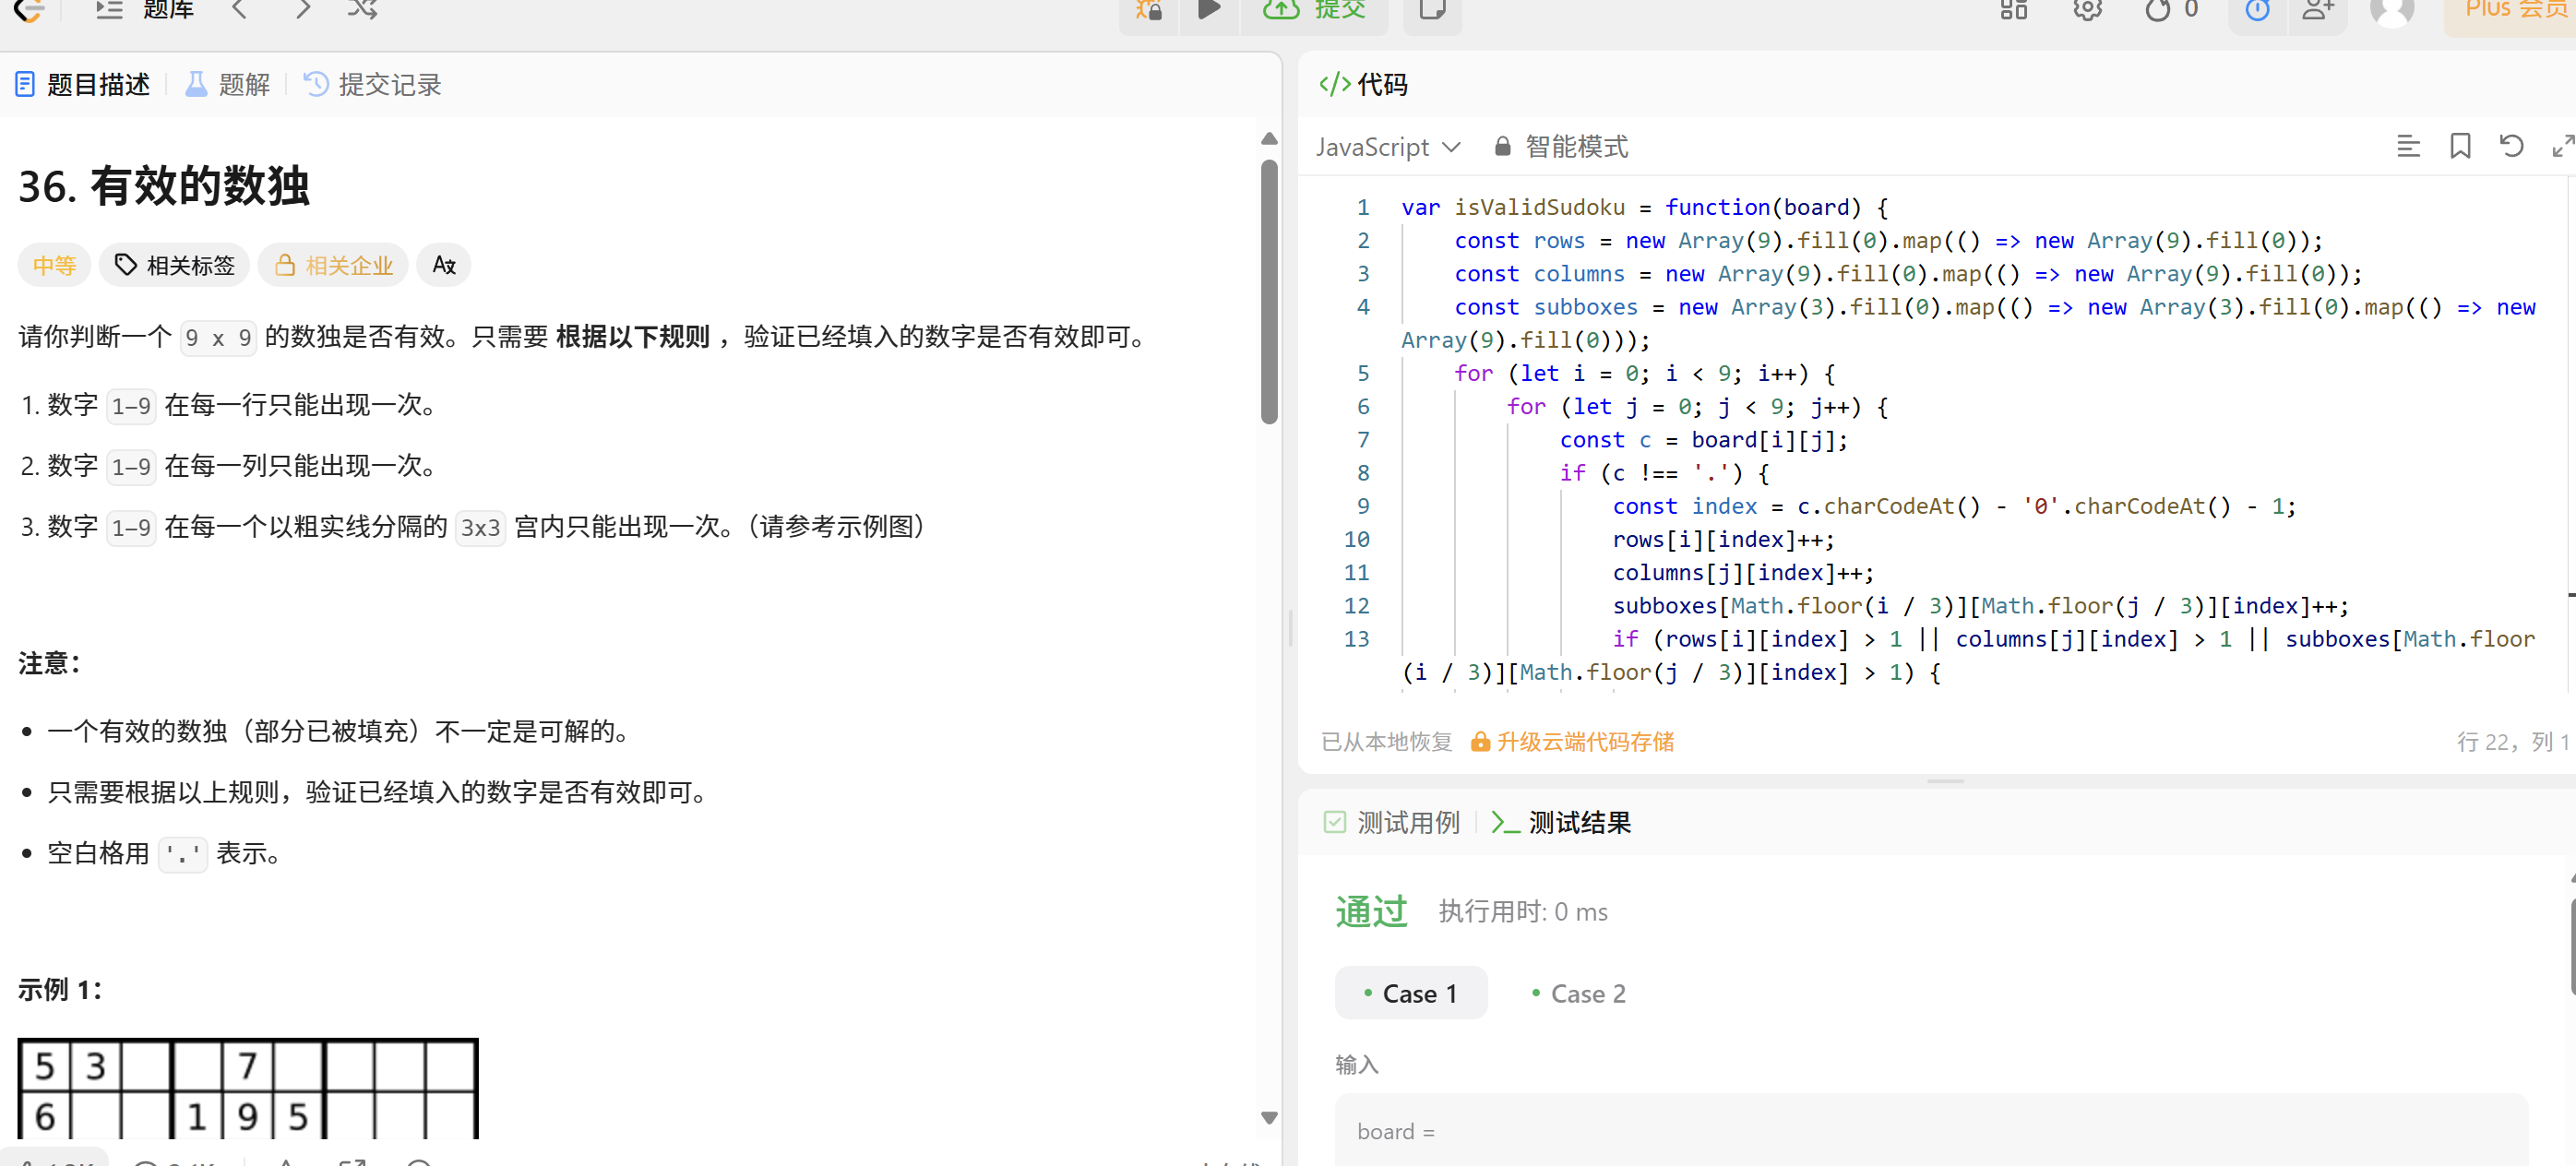 题库
提交
0
Plus 会员
题目描述
题解
提交记录
36. 有效的数独
中等
相关标签
相关企业
请你判断一个 9 x 9 的数独是否有效。只需要 根据以下规则 ，验证已经填入的数字是否有效即可。
1. 数字 1-9 在每一行只能出现一次。
2. 数字 1-9 在每一列只能出现一次。
3. 数字 1-9 在每一个以粗实线分隔的 3x3 宫内只能出现一次。（请参考示例图）
注意：
一个有效的数独（部分已被填充）不一定是可解的。
只需要根据以上规则，验证已经填入的数字是否有效即可。
空白格用 '.' 表示。
示例 1：
5 3 7
6 1 9 5
</> 代码
JavaScript 智能模式
1 var isValidSudoku = function(board) {
2 const rows = new Array(9).fill(0).map(() => new Array(9).fill(0));
3 const columns = new Array(9).fill(0).map(() => new Array(9).fill(0));
4 const subboxes = new Array(3).fill(0).map(() => new Array(3).fill(0).map(() => new
Array(9).fill(0)));
5 for (let i = 0; i < 9; i++) {
6 for (let j = 0; j < 9; j++) {
7 const c = board[i][j];
8 if (c !== '.') {
9 const index = c.charCodeAt() - '0'.charCodeAt() - 1;
10 rows[i][index]++;
11 columns[j][index]++;
12 subboxes[Math.floor(i / 3)][Math.floor(j / 3)][index]++;
13 if (rows[i][index] > 1 || columns[j][index] > 1 || subboxes[Math.floor
(i / 3)][Math.floor(j / 3)][index] > 1) {
已从本地恢复 升级云端代码存储
行 22，列 1
测试用例
测试结果
通过 执行用时: 0 ms
Case 1 Case 2
输入
board =